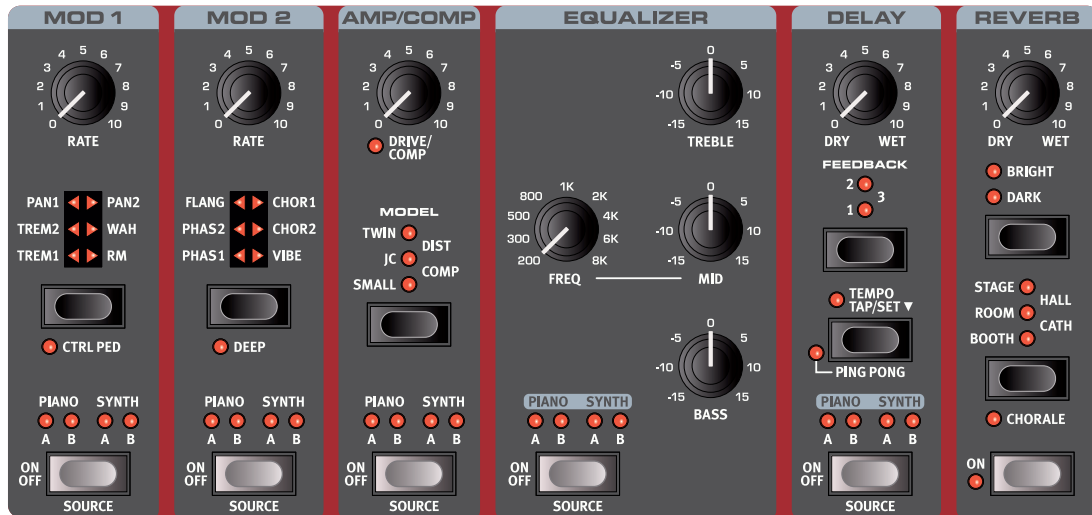 MOD 1
5
4 6
3 7
2 8
1 9
0 10
RATE
PAN1 PAN2
TREM2 WAH
TREM1 RM
CTRL PED
PIANO SYNTH
A B A B
ON
OFF
SOURCE
MOD 2
5
4 6
3 7
2 8
1 9
0 10
RATE
FLANG CHOR1
PHAS2 CHOR2
PHAS1 VIBE
DEEP
PIANO SYNTH
A B A B
ON
OFF
SOURCE
AMP/COMP
5
4 6
3 7
2 8
1 9
0 10
DRIVE/
COMP
MODEL
TWIN
DIST
JC
COMP
SMALL
PIANO SYNTH
A B A B
ON
OFF
SOURCE
EQUALIZER
0
-5 5
-10 10
-15 15
TREBLE
1K
800 2K
500 4K
300 6K
200 8K
FREQ
0
-5 5
-10 10
-15 15
MID
0
-5 5
-10 10
-15 15
BASS
PIANO SYNTH
A B A B
ON
OFF
SOURCE
DELAY
5
4 6
3 7
2 8
1 9
0 10
DRY WET
FEEDBACK
2
3
1
TEMPO
TAP/SET ▼
PING PONG
PIANO SYNTH
A B A B
ON
OFF
SOURCE
REVERB
5
4 6
3 7
2 8
1 9
0 10
DRY WET
BRIGHT
DARK
STAGE
HALL
ROOM
CATH
BOOTH
CHORALE
ON